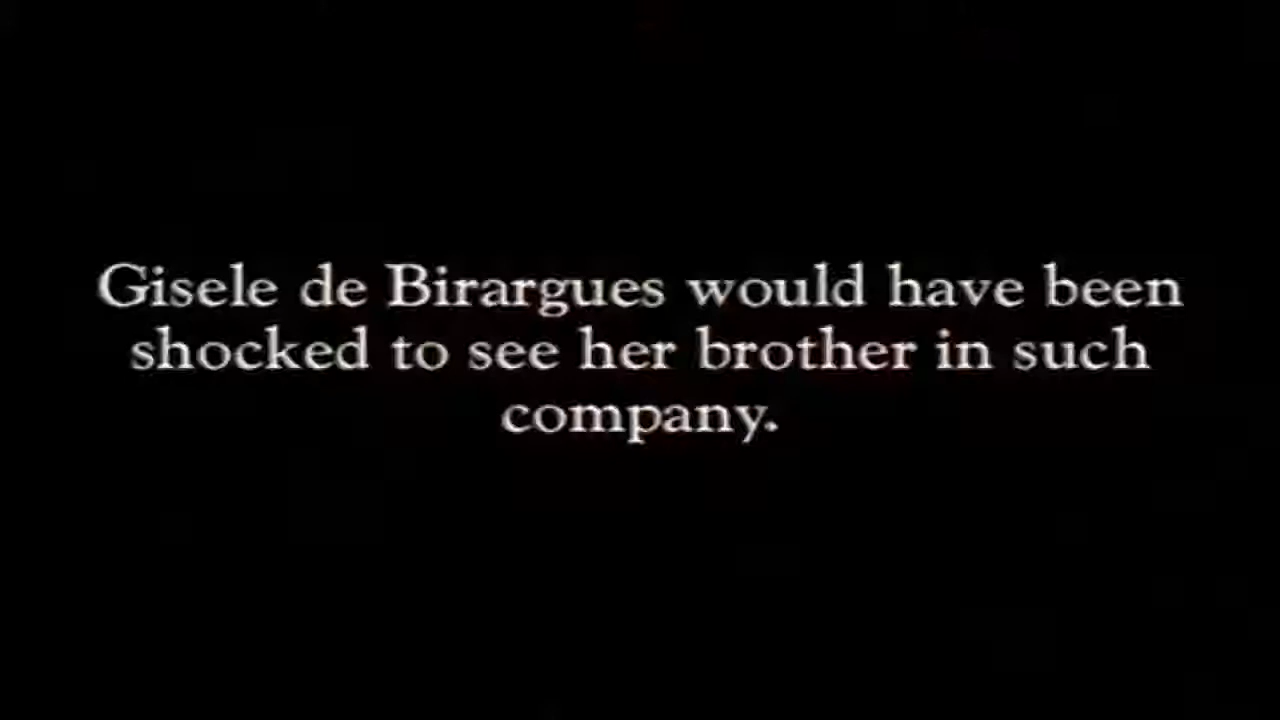 Gisele de Birargues would have been
shocked to see her brother in such
company.